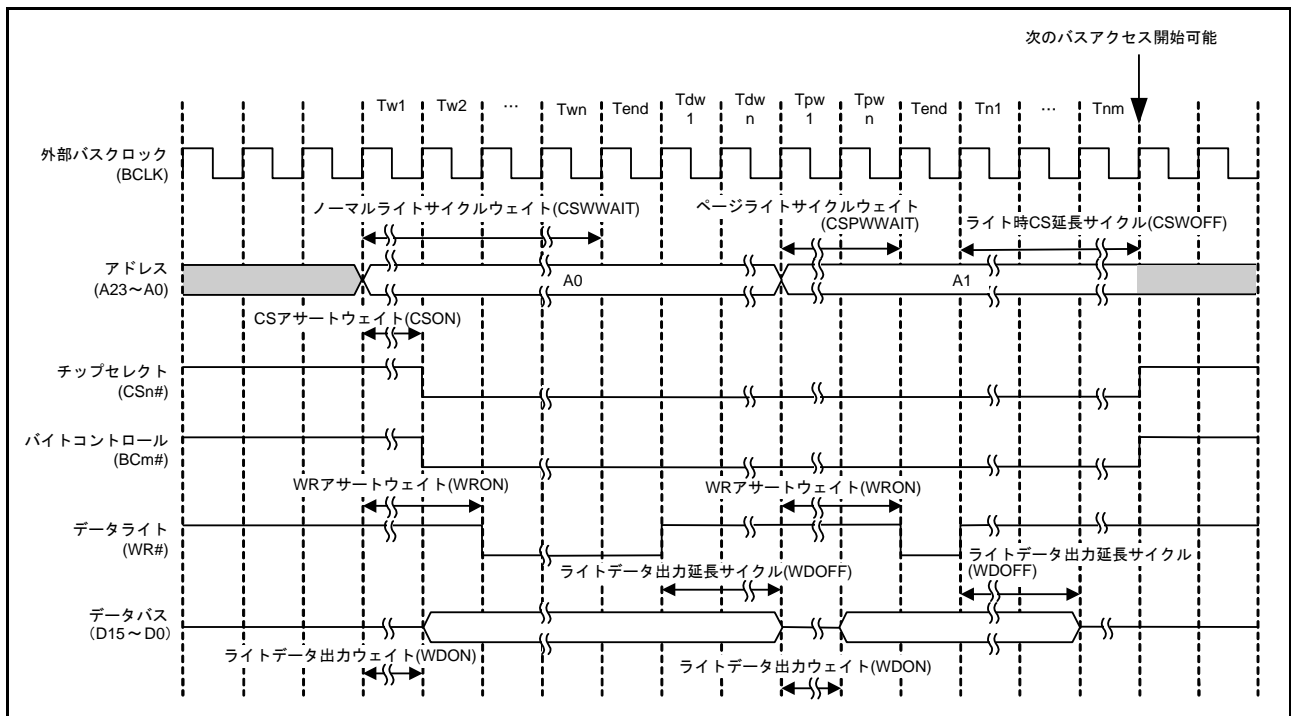 次のバスアクセス開始可能
Tw1 Tw2 … Twn Tend Tdw1 Tdwn Tpw1 Tpwn Tend Tn1 … Tnm
外部バスクロック
(BCLK)
ノーマルライトサイクルウェイト(CSWWAIT)
ページライトサイクルウェイト
(CSPWWAIT)
ライト時CS延長サイクル(CSWOFF)
アドレス
(A23～A0)
A0
A1
CSアサートウェイト(CSON)
チップセレクト
(CSn#)
バイトコントロール
(BCm#)
WRアサートウェイト(WRON)
WRアサートウェイト(WRON)
データライト
(WR#)
ライトデータ出力延長サイクル(WDOFF)
ライトデータ出力延長サイクル
(WDOFF)
データバス
(D15～D0)
ライトデータ出力ウェイト(WDON)
ライトデータ出力ウェイト(WDON)